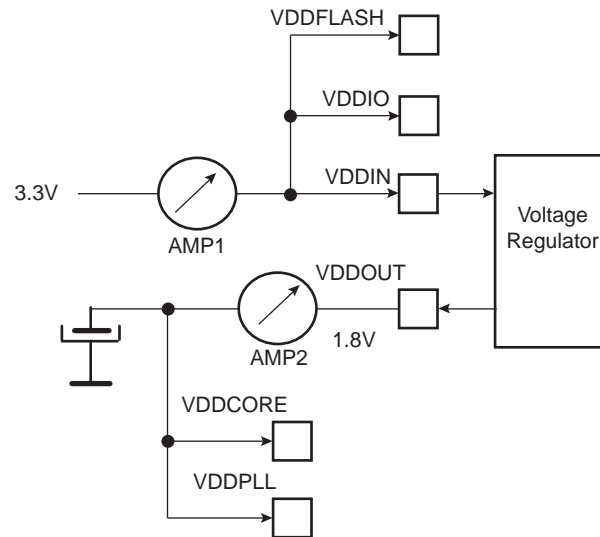 VDDFLASH
VDDIO
VDDIN
3.3V
AMP1
Voltage
Regulator
VDDOUT
AMP2
1.8V
VDDCORE
VDDPLL